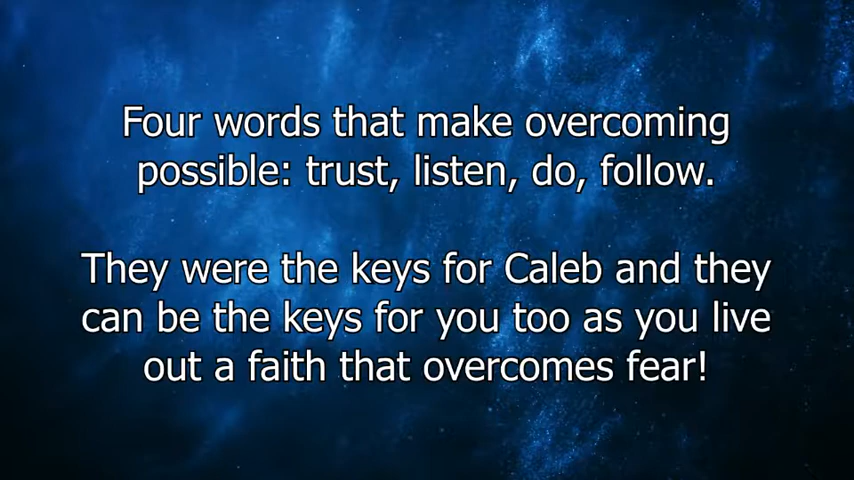 Four words that make overcoming
possible: trust, listen, do, follow.
They were the keys for Caleb and they
can be the keys for you too as you live
out a faith that overcomes fear!